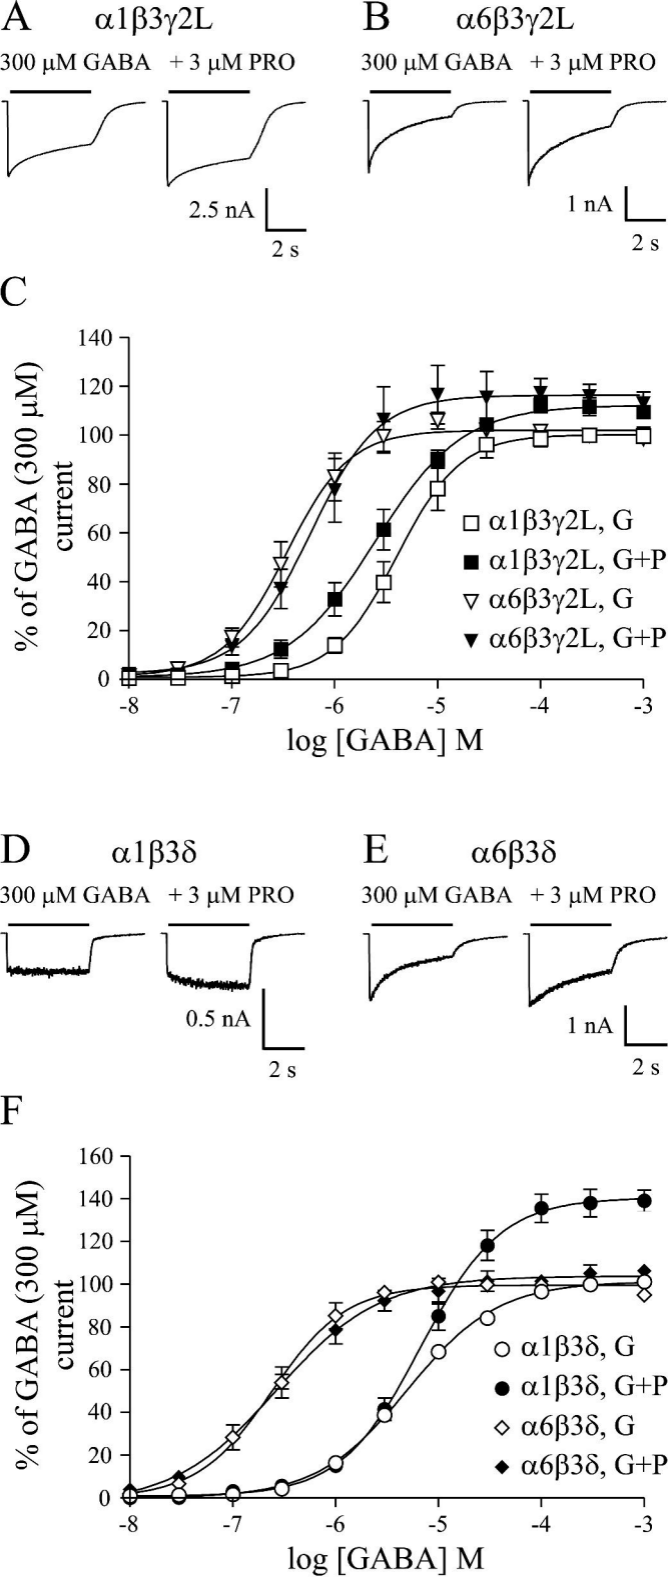 A α1β3γ2L
300 μM GABA + 3 μM PRO
2.5 nA
2 s
B α6β3γ2L
300 μM GABA + 3 μM PRO
1 nA
2 s
C
% of GABA (300 μM)
current
140
120
100
80
60
40
20
0
-8 -7 -6 -5 -4 -3
log [GABA] M
α1β3γ2L, G
α1β3γ2L, G+P
α6β3γ2L, G
α6β3γ2L, G+P
D α1β3δ
300 μM GABA + 3 μM PRO
0.5 nA
2 s
E α6β3δ
300 μM GABA + 3 μM PRO
1 nA
2 s
F
% of GABA (300 μM)
current
160
140
120
100
80
60
40
20
0
-8 -7 -6 -5 -4 -3
log [GABA] M
α1β3δ, G
α1β3δ, G+P
α6β3δ, G
α6β3δ, G+P